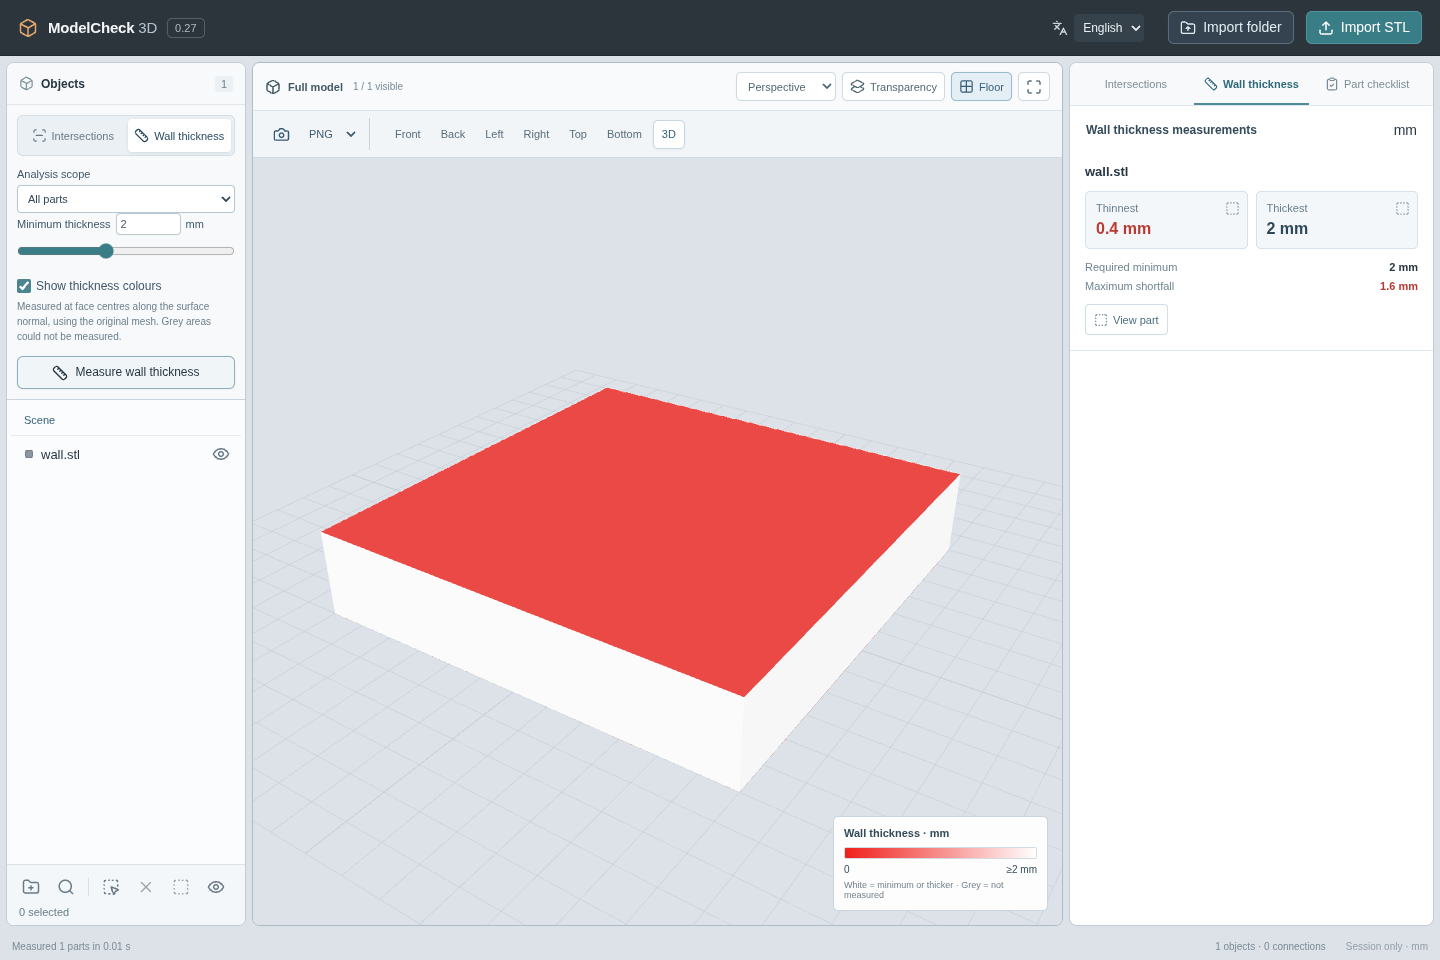 ModelCheck 3D 0.27
English
Import folder
Import STL
Objects 1
Intersections Wall thickness
Analysis scope
All parts
Minimum thickness 2 mm
Show thickness colours
Measured at face centres along the surface
normal, using the original mesh. Grey areas
could not be measured.
Measure wall thickness
Scene
wall.stl
0 selected
Full model 1 / 1 visible
Perspective Transparency Floor
PNG Front Back Left Right Top Bottom 3D
Wall thickness · mm
0 ≥2 mm
White = minimum or thicker · Grey = not
measured
Intersections Wall thickness Part checklist
Wall thickness measurements mm
wall.stl
Thinnest Thickest
0.4 mm 2 mm
Required minimum 2 mm
Maximum shortfall 1.6 mm
View part
Measured 1 parts in 0.01 s
1 objects · 0 connections Session only · mm